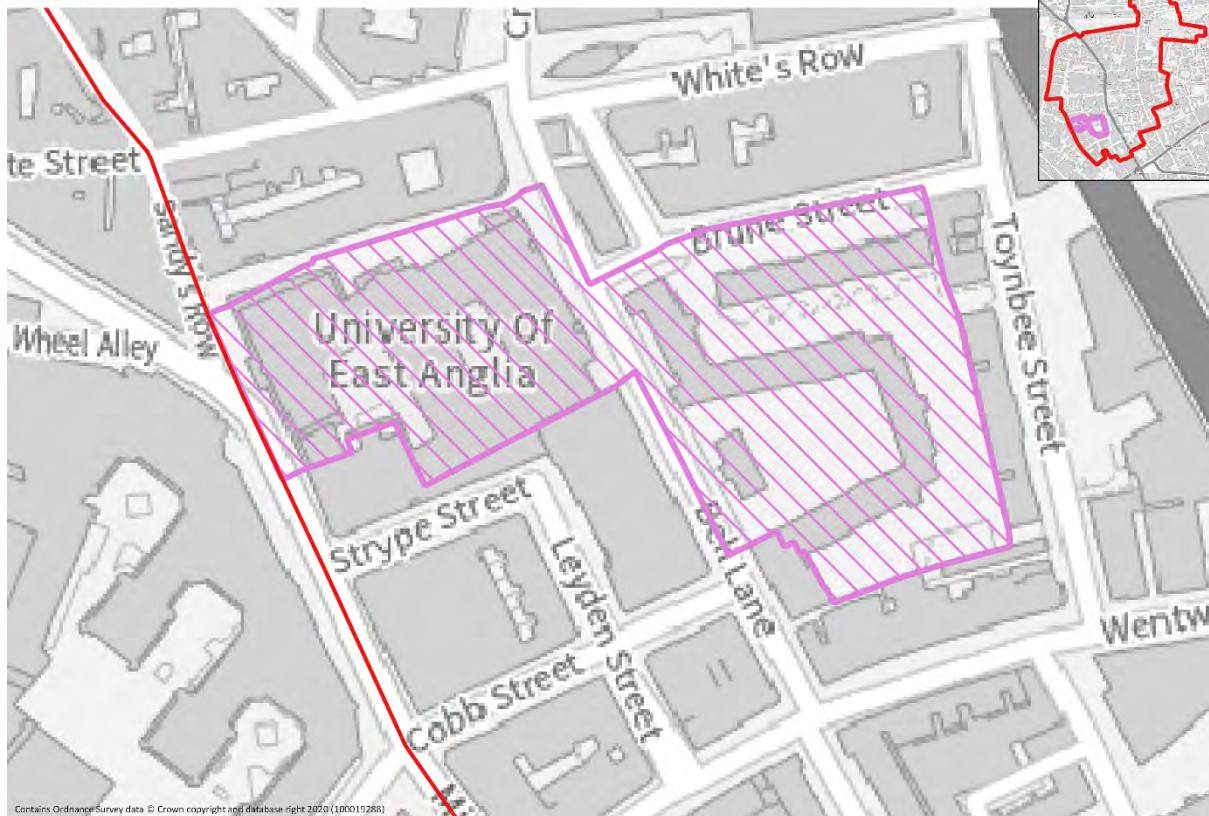 White's Row
te Street
Brune Street
Sandy's Row
Toynbee Street
Wheel Alley
University Of
East Anglia
Strype Street
Leyden Street
Bell Lane
Wentw
Cobb Street
Contains Ordnance Survey data © Crown copyright and database right 2020 (100019288)